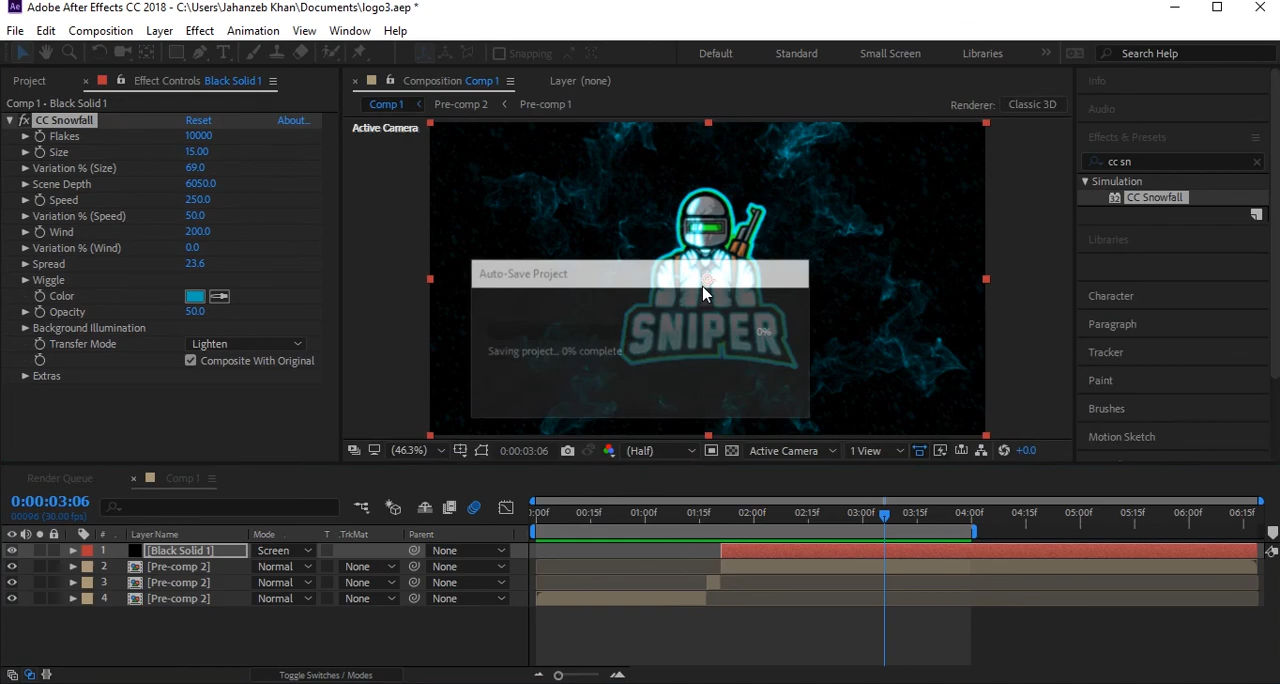 Adobe After Effects CC 2018 - C:\Users\Jahanzeb Khan\Documents\logo3.aep *
File Edit Composition Layer Effect Animation View Window Help
Snapping Default Standard Small Screen Libraries Search Help
Project Effect Controls Black Solid 1 Composition Comp 1 Layer (none) Info
Comp 1 • Black Solid 1 Comp 1 Pre-comp 2 Pre-comp 1 Renderer: Classic 3D
Audio
fx CC Snowfall Reset About...
Active Camera
Flakes 10000
Effects & Presets
Size 15.00
cc sn
Variation % (Size) 69.0
Scene Depth 6050.0
Simulation
Speed 250.0
32 CC Snowfall
Variation % (Speed) 50.0
Wind 200.0
Libraries
Variation % (Wind) 0.0
Spread 23.6
Wiggle
Auto-Save Project
Color
Character
Opacity 50.0
Paragraph
Background Illumination
SNIPER
0%
Transfer Mode Lighten
Saving project... 0% complete
Tracker
Composite With Original
Extras
Paint
Brushes
Motion Sketch
(46.3%) 0:00:03:06 (Half) Active Camera 1 View +0.0
Render Queue Comp 1
0:00:03:06
00096 (30.00 fps)
:00f 00:15f 01:00f 01:15f 02:00f 02:15f 03:00f 03:15f 04:00f 04:15f 05:00f 05:15f 06:00f 06:15f
# Layer Name Mode T .TrkMat Parent
1 [Black Solid 1] Screen None
2 [Pre-comp 2] Normal None None
3 [Pre-comp 2] Normal None None
4 [Pre-comp 2] Normal None None
Toggle Switches / Modes